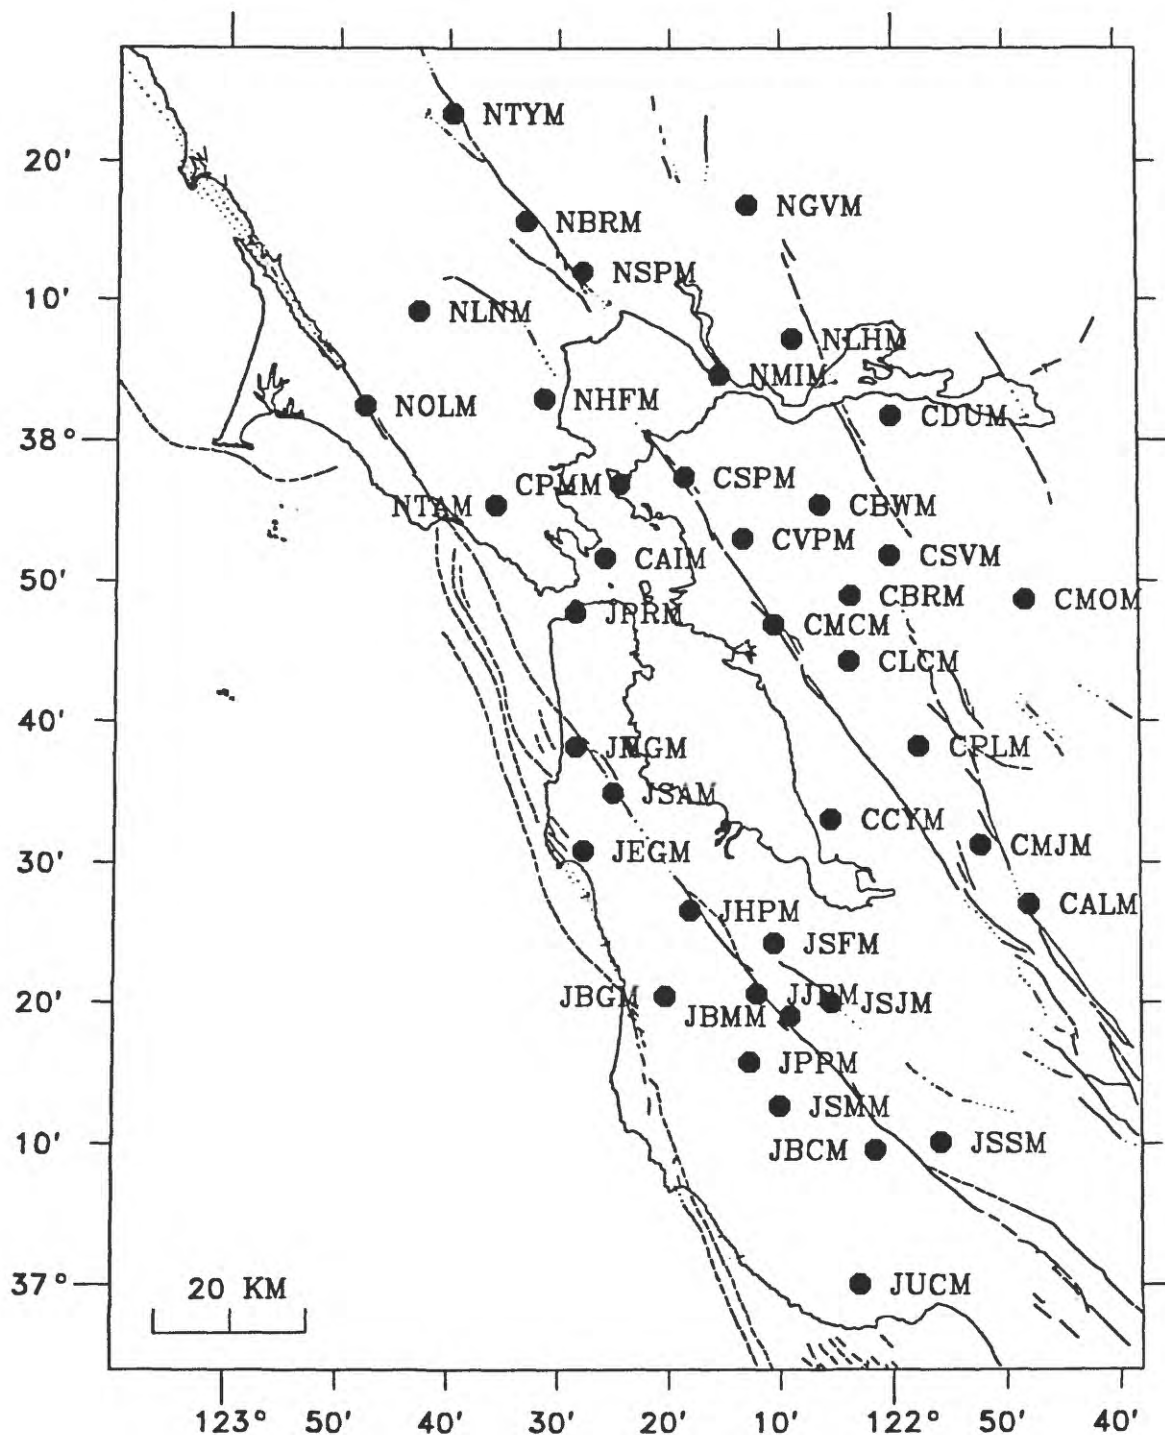 NTYM
20'
NGVM
NBRM
NSPM
10'
NLNM
NLHM
NMIM
NHFM
NOLM
CDUM
38°
CPMM
CSPM
NTAM
CBWM
CVPM
CAIM
CSVM
50'
CBRM
CMOM
JPRM
CMCM
CLCM
40'
JMGM
CPLM
JSAM
CCYM
30'
JEGM
CMJM
CALM
JHPM
JSFM
20'
JBGM
JJPM
JSJM
JBMM
JPPM
JSMM
10'
JBCM
JSSM
37°
20 KM
JUCM
123° 50' 40' 30' 20' 10' 122° 50' 40'